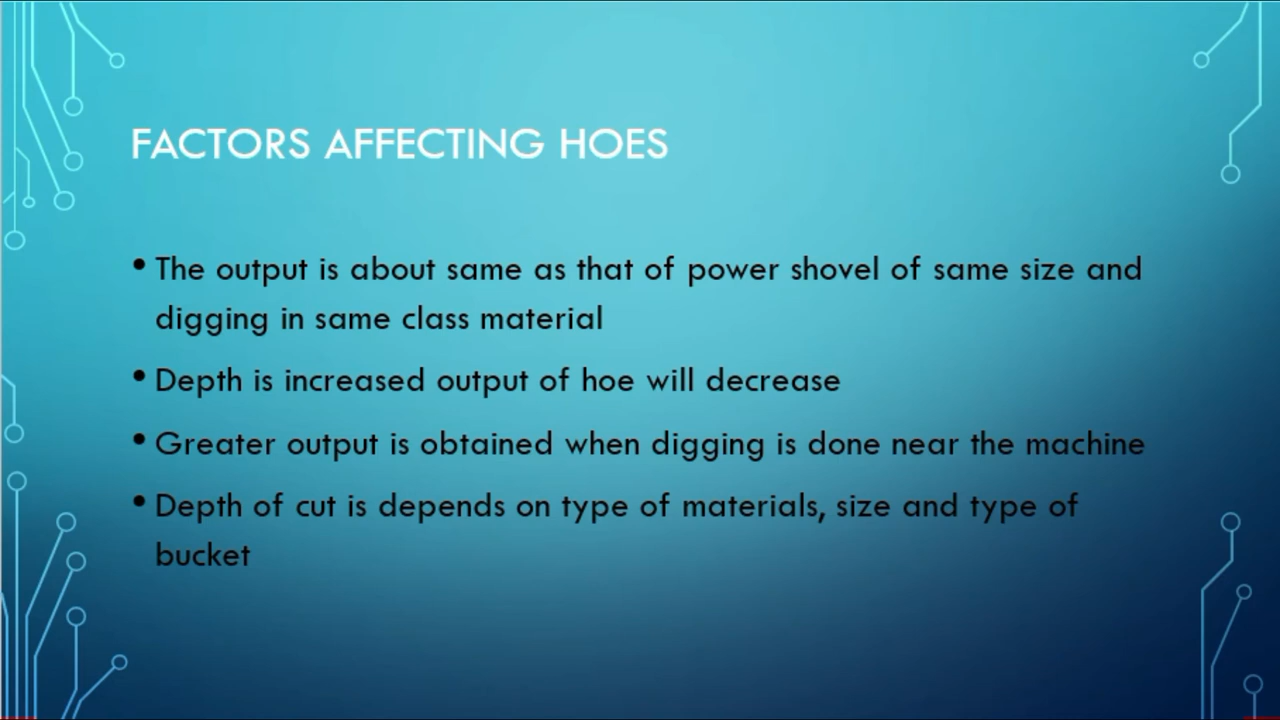 FACTORS AFFECTING HOES
• The output is about same as that of power shovel of same size and
digging in same class material
• Depth is increased output of hoe will decrease
• Greater output is obtained when digging is done near the machine
• Depth of cut is depends on type of materials, size and type of
bucket